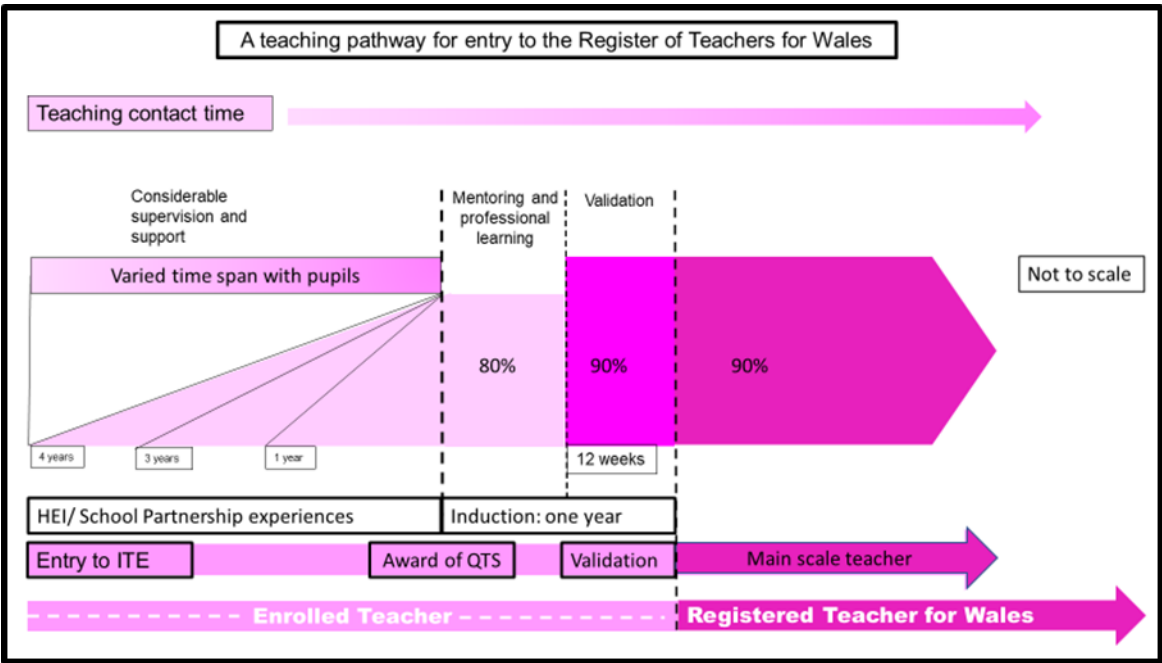 A teaching pathway for entry to the Register of Teachers for Wales
Teaching contact time
Considerable
supervision and
support
Mentoring and
professional
learning
Validation
Varied time span with pupils
Not to scale
80%
90%
90%
4 years
3 years
1 year
12 weeks
HEI/ School Partnership experiences
Induction: one year
Entry to ITE
Award of QTS
Validation
Main scale teacher
Enrolled Teacher
Registered Teacher for Wales